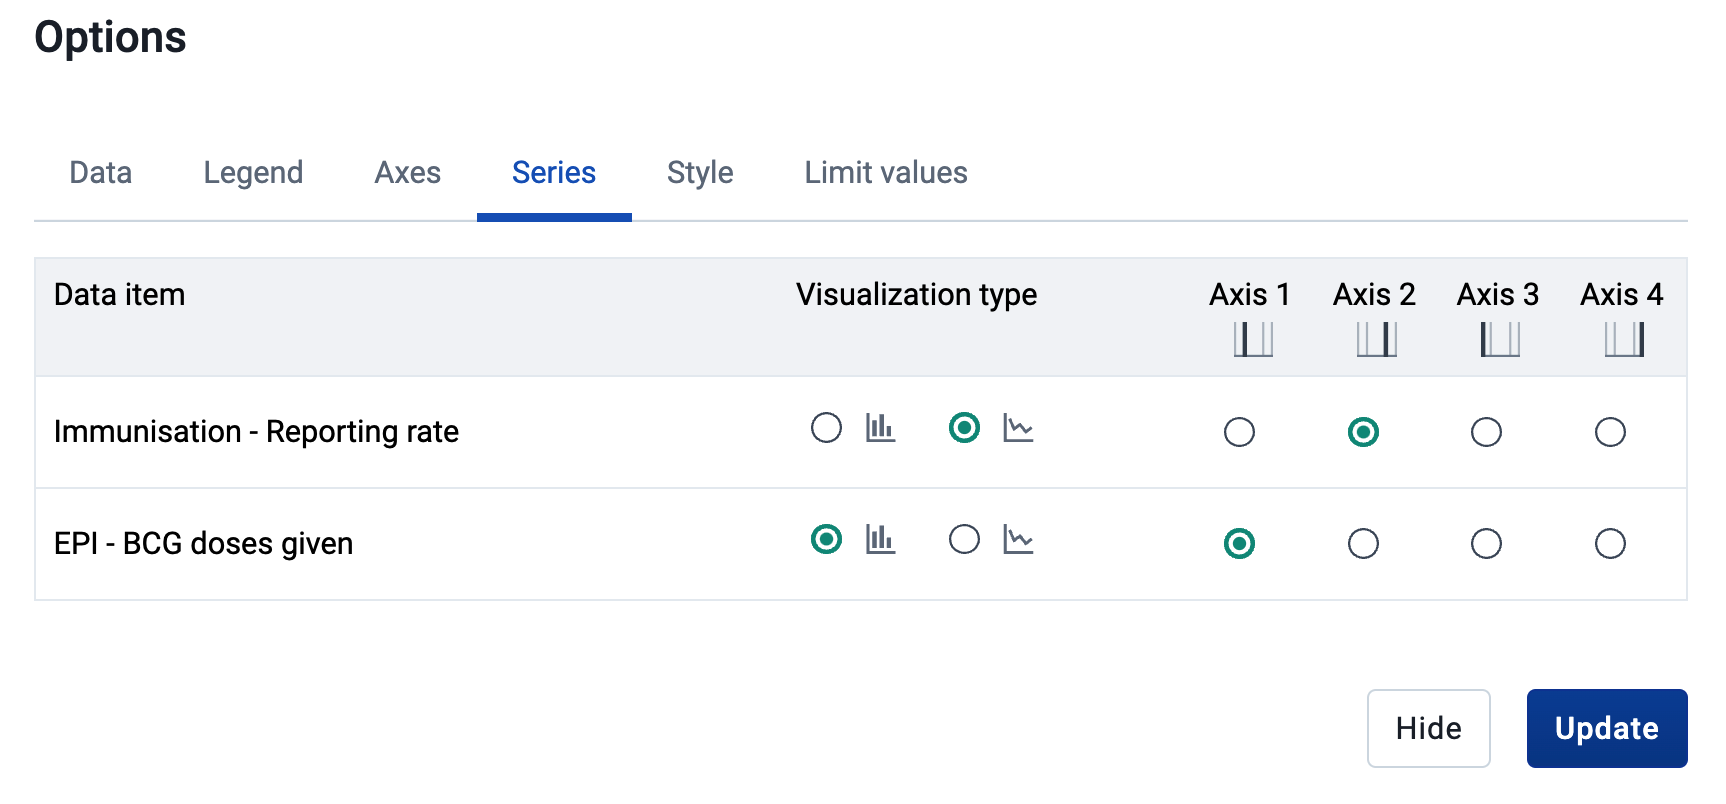 Options
Data Legend Axes Series Style Limit values
Data item Visualization type Axis 1 Axis 2 Axis 3 Axis 4
Immunisation - Reporting rate
EPI - BCG doses given
Hide Update